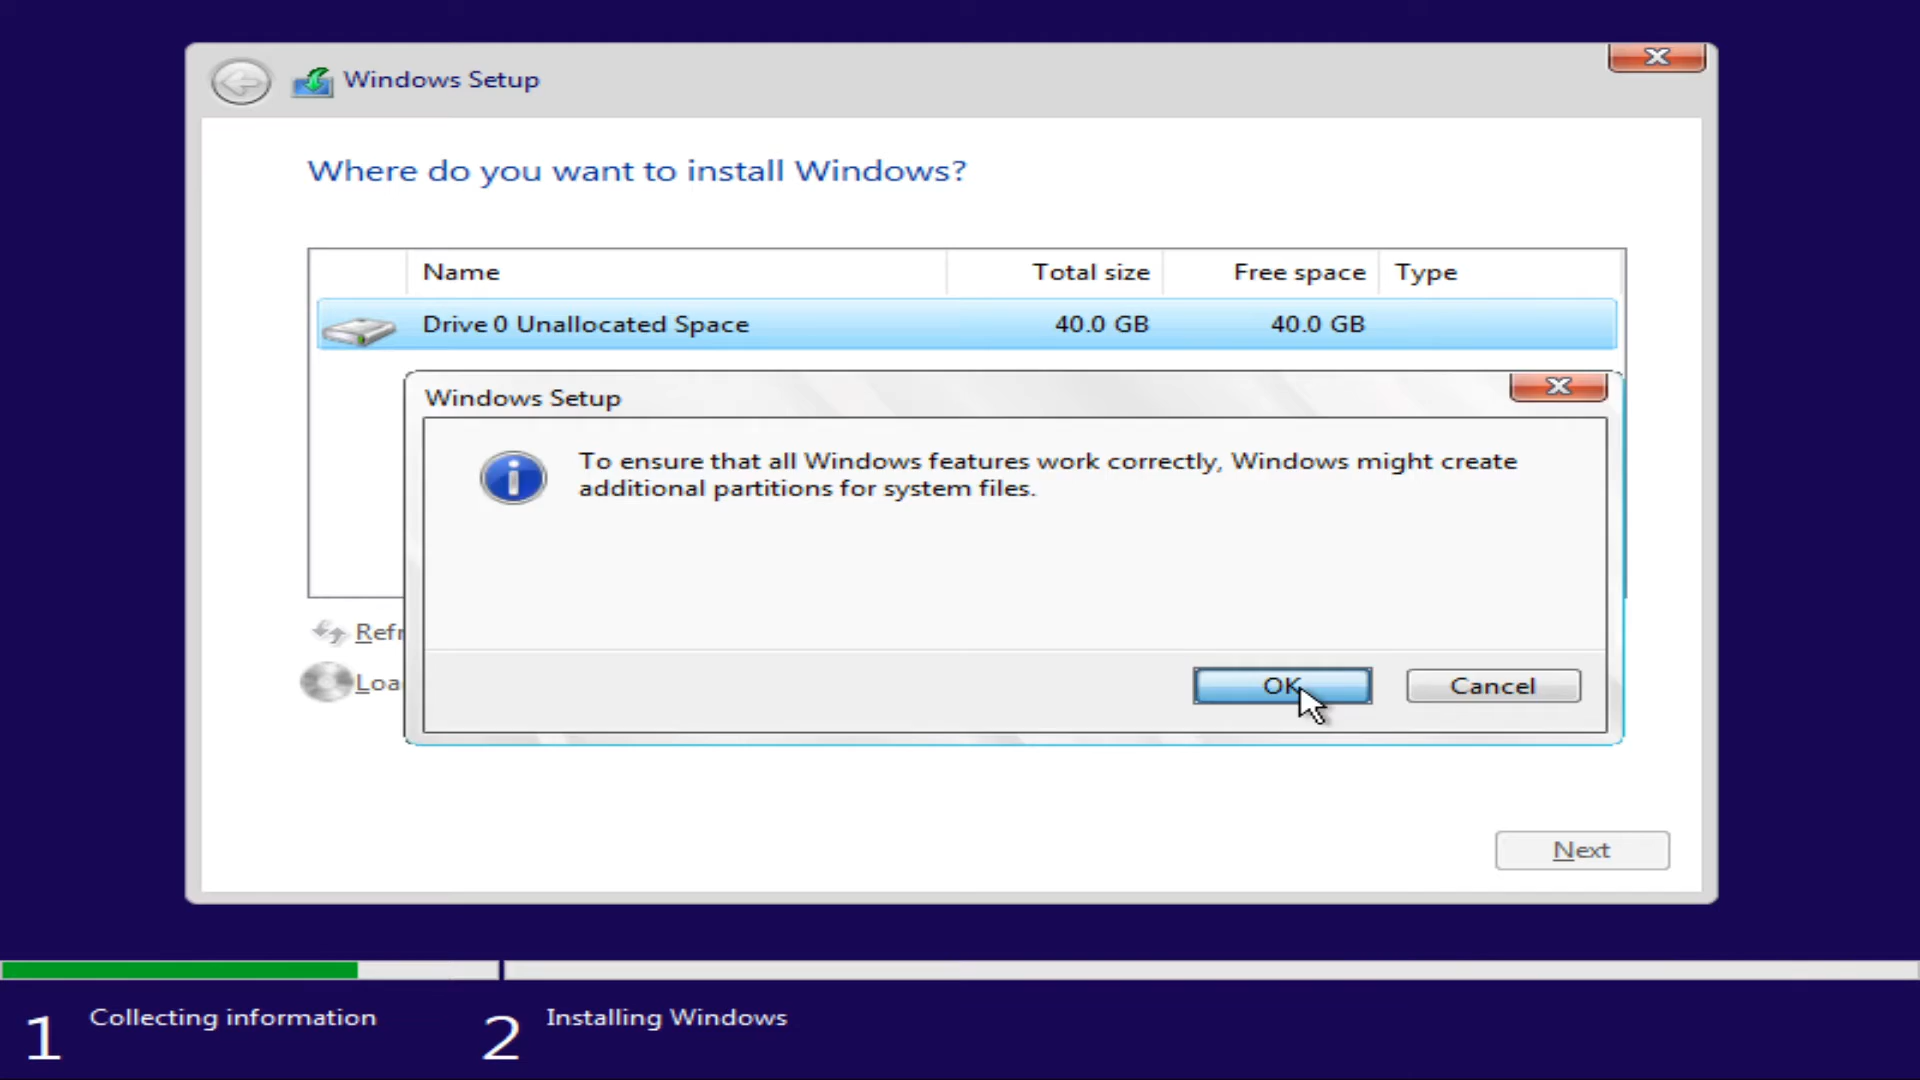 Windows Setup
Where do you want to install Windows?
Name Total size Free space Type
Drive 0 Unallocated Space 40.0 GB 40.0 GB
Windows Setup
To ensure that all Windows features work correctly, Windows might create
additional partitions for system files.
Refr
Loa
OK Cancel
Next
1 Collecting information 2 Installing Windows